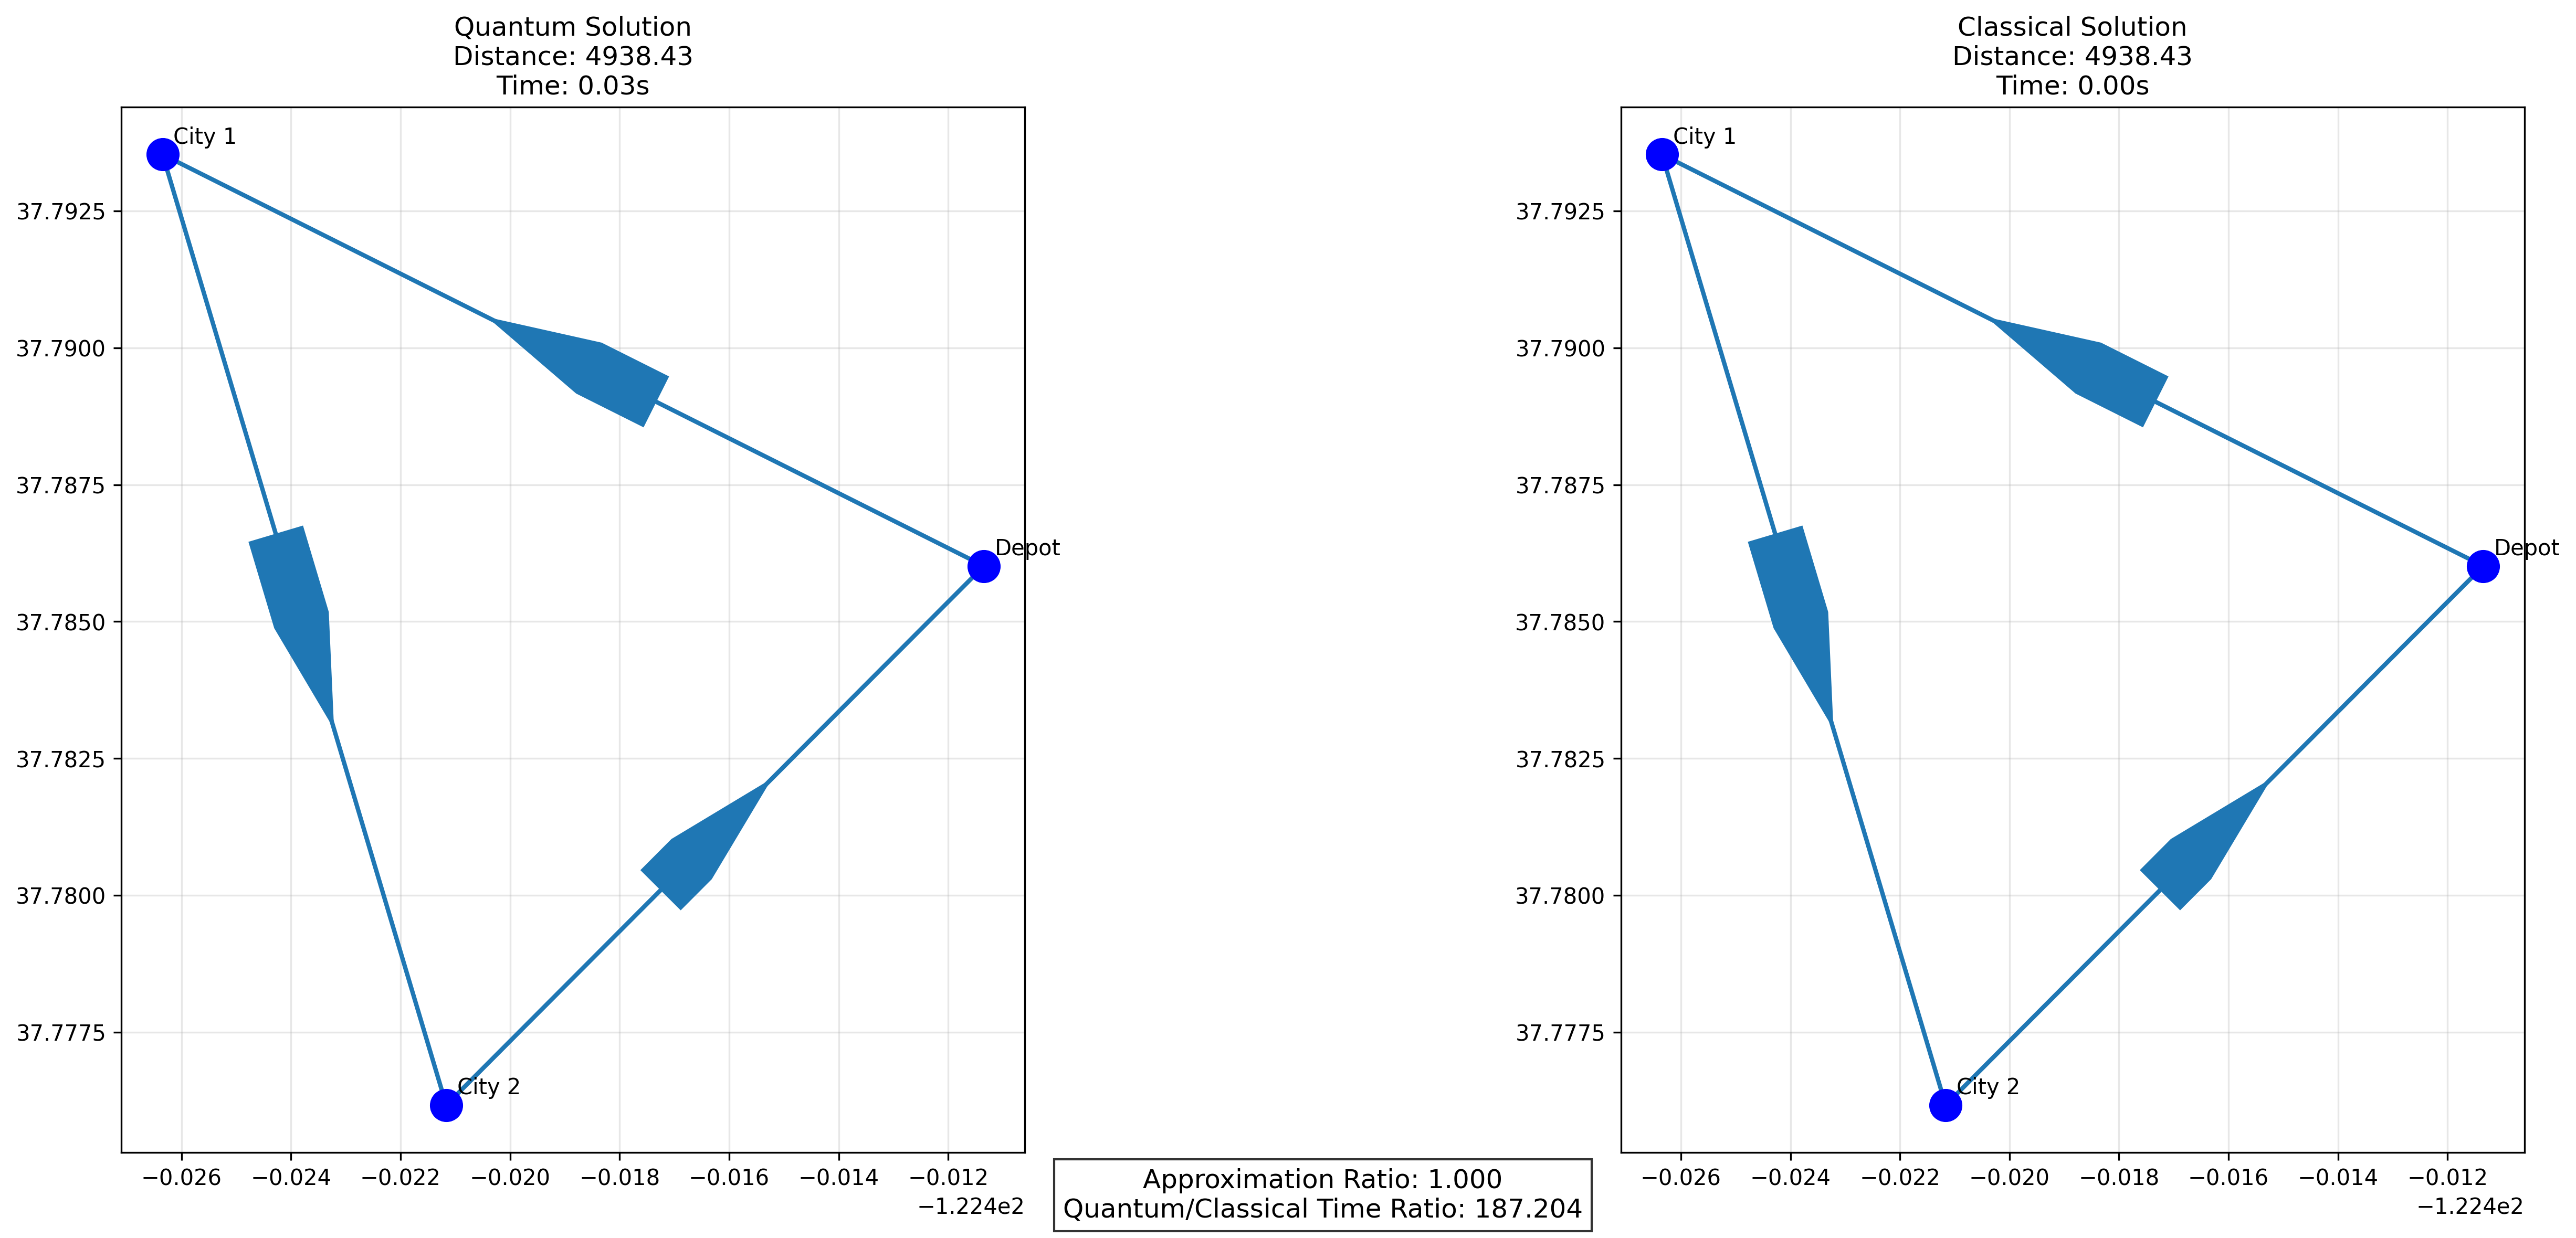 Quantum Solution
Distance: 4938.43
Time: 0.03s
City 1
Depot
City 2
37.7925
37.7900
37.7875
37.7850
37.7825
37.7800
37.7775
−0.026 −0.024 −0.022 −0.020 −0.018 −0.016 −0.014 −0.012
−1.224e2
Classical Solution
Distance: 4938.43
Time: 0.00s
City 1
Depot
City 2
37.7925
37.7900
37.7875
37.7850
37.7825
37.7800
37.7775
−0.026 −0.024 −0.022 −0.020 −0.018 −0.016 −0.014 −0.012
−1.224e2
Approximation Ratio: 1.000
Quantum/Classical Time Ratio: 187.204